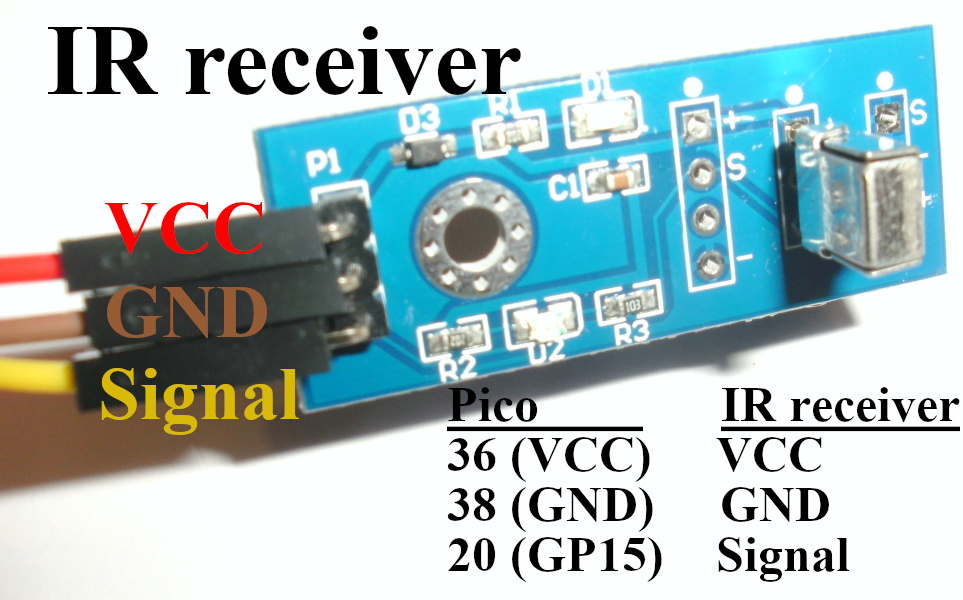 IR receiver
D3 R1 D1
P1
+
S
C1
S
-
+
-
VCC
GND
Signal
103
R2 D2 R3
Pico IR receiver
36 (VCC) VCC
38 (GND) GND
20 (GP15) Signal